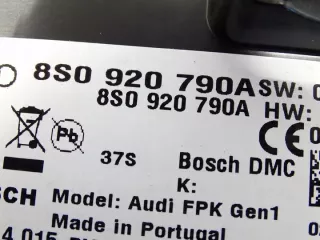 8S0 920 790A SW:
8S0 920 790A HW:
Pb
CE
37S Bosch DMC
K:
Model: Audi FPK Gen1
Made in Portugal